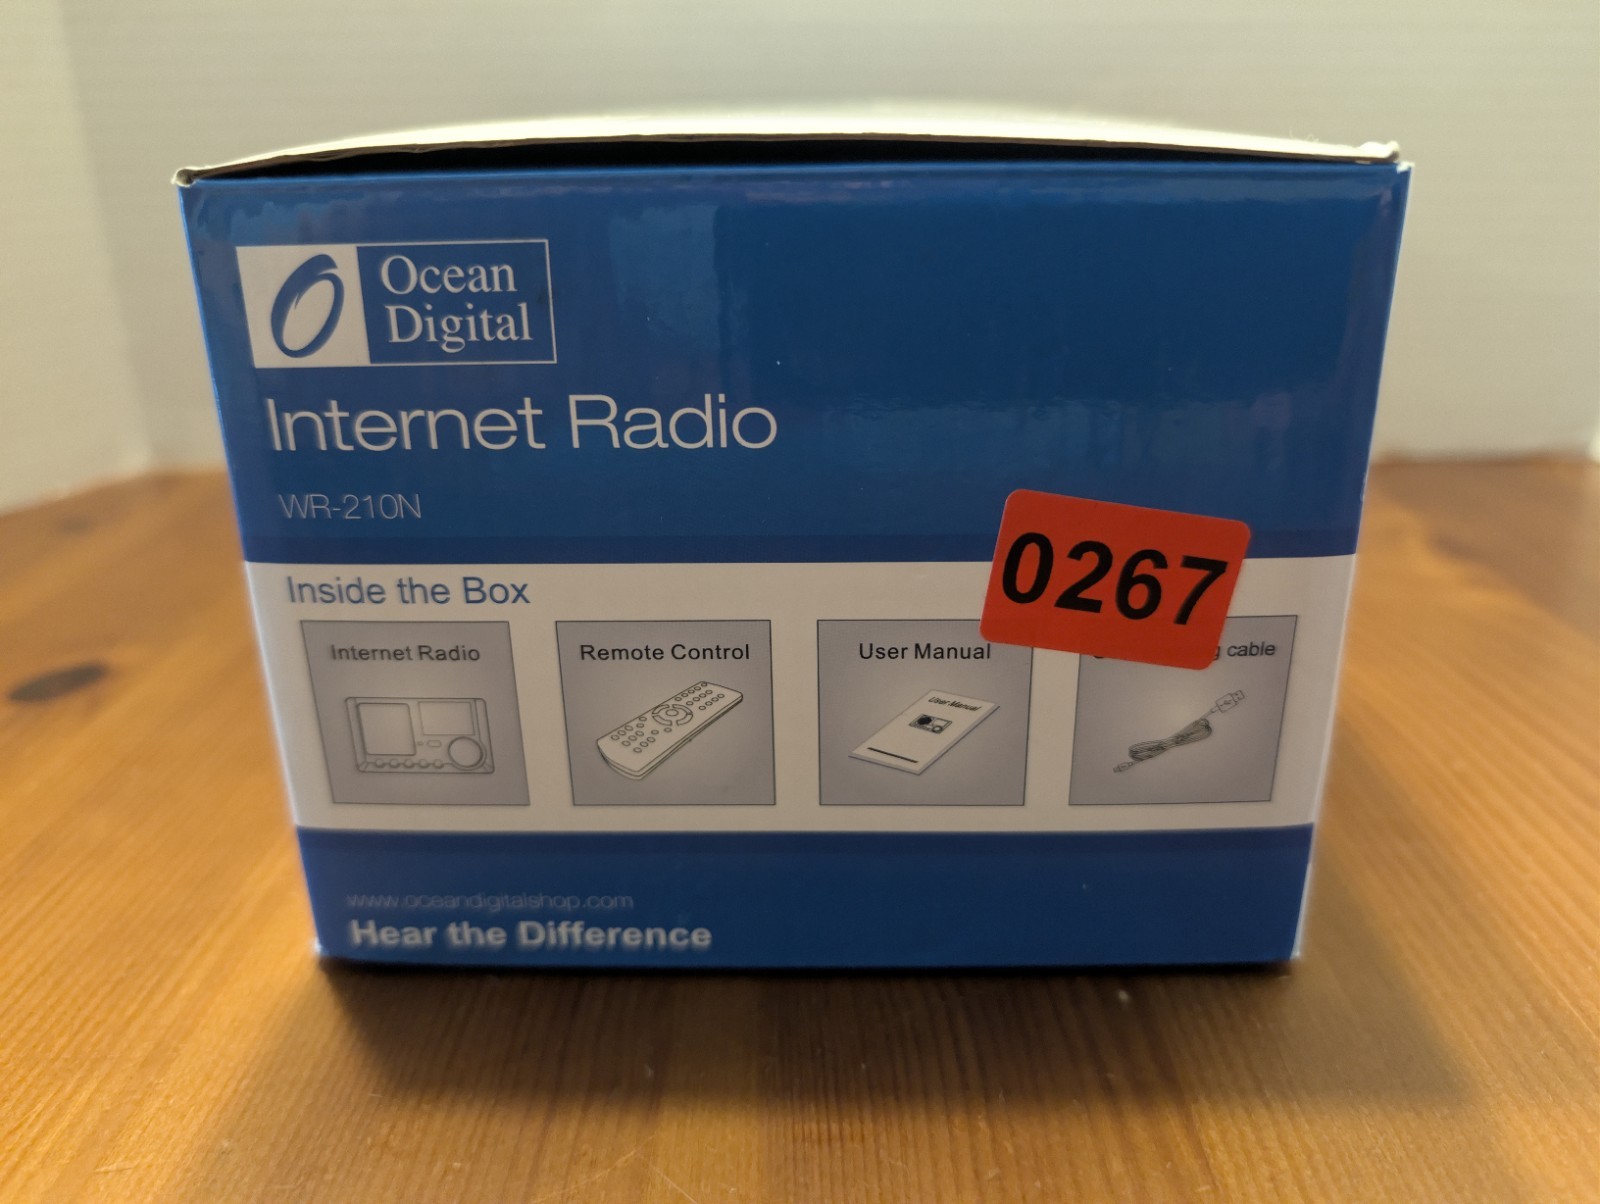 Ocean
Digital
Internet Radio
WR-210N
0267
Inside the Box
Internet Radio
Remote Control
User Manual
cable
User Manual
www.oceandigitalshop.com
Hear the Difference